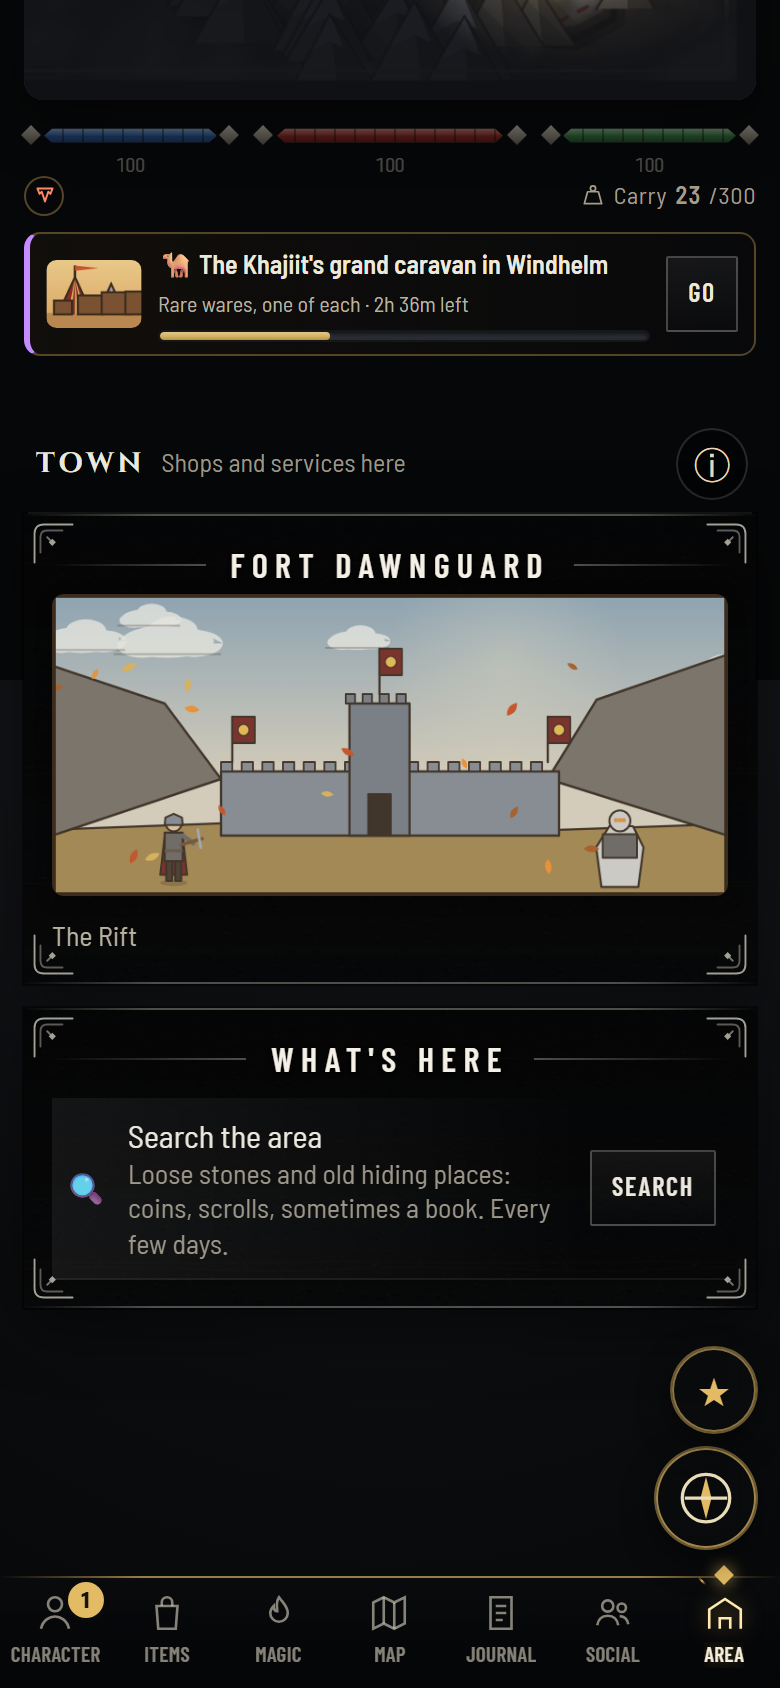 100
100
100
Carry 23 /300
The Khajiit's grand caravan in Windhelm
Rare wares, one of each · 2h 36m left
GO
TOWN Shops and services here
FORT DAWNGUARD
The Rift
WHAT'S HERE
Search the area
Loose stones and old hiding places:
coins, scrolls, sometimes a book. Every
few days.
SEARCH
1
CHARACTER ITEMS MAGIC MAP JOURNAL SOCIAL AREA